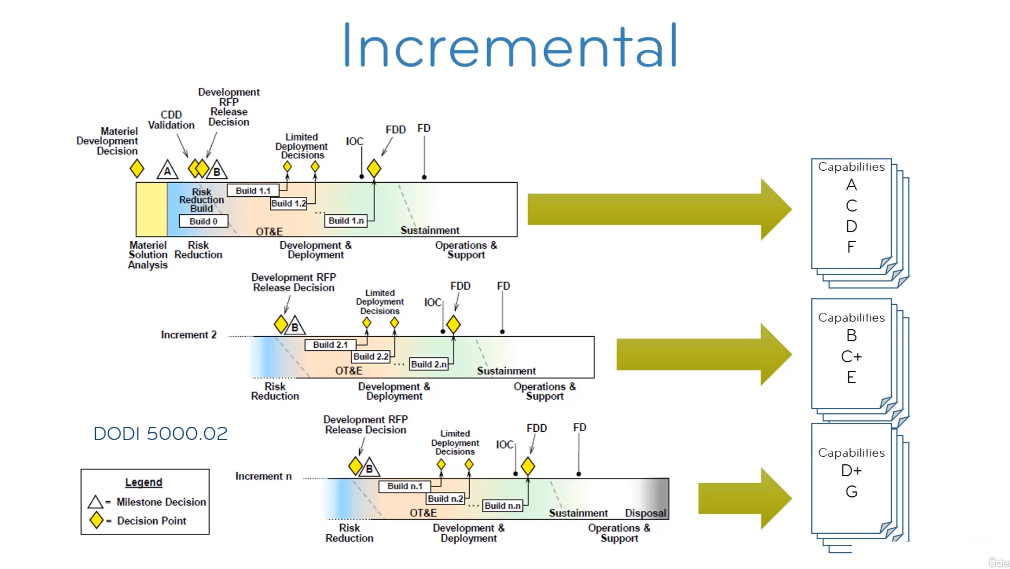 Incremental
Development
RFP
Release
Decision
CDD
Validation
Materiel
Development
Decision
A
B
Limited
Deployment
Decisions
IOC
FDD
FD
Risk
Reduction
Build
Build 0
Build 1.1
Build 1.2
...
Build 1.n
OT&E
Sustainment
Materiel
Solution
Analysis
Risk
Reduction
Development &
Deployment
Operations &
Support
Capabilities
A
C
D
F
Development RFP
Release Decision
B
Limited
Deployment
Decisions
IOC
FDD
FD
Increment 2
Build 2.1
Build 2.2
...
Build 2.n
OT&E
Sustainment
Risk
Reduction
Development &
Deployment
Operations &
Support
Capabilities
B
C+
E
DODI 5000.02
Development RFP
Release Decision
B
Limited
Deployment
Decisions
IOC
FDD
FD
Increment n
Build n.1
Build n.2
...
Build n.n
OT&E
Sustainment
Disposal
Risk
Reduction
Development &
Deployment
Operations &
Support
Capabilities
D+
G
Legend
= Milestone Decision
= Decision Point